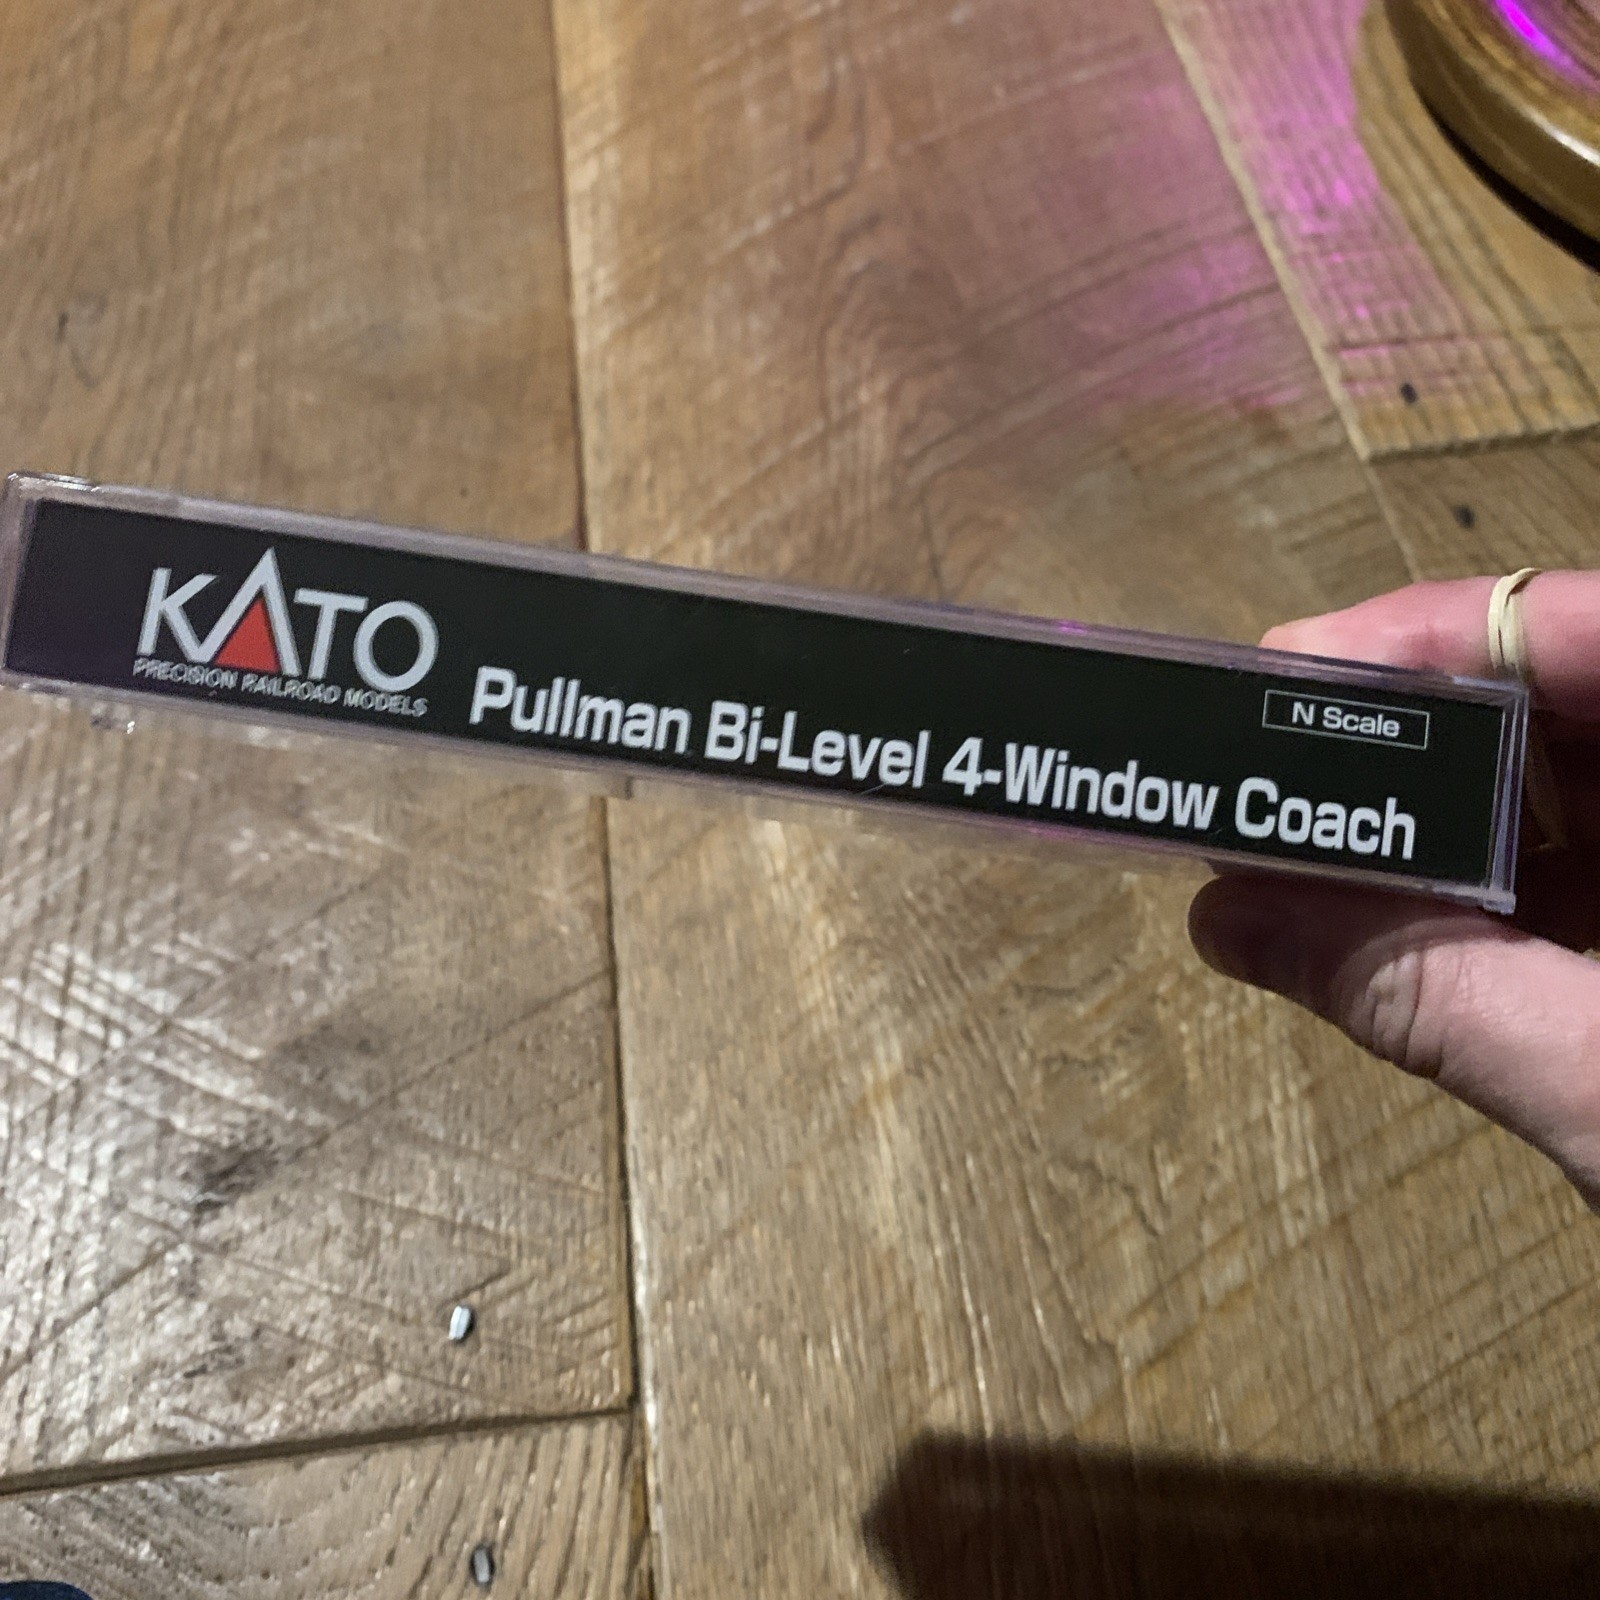 KATO
PRECISION RAILROAD MODELS
Pullman Bi-Level 4-Window Coach
N Scale